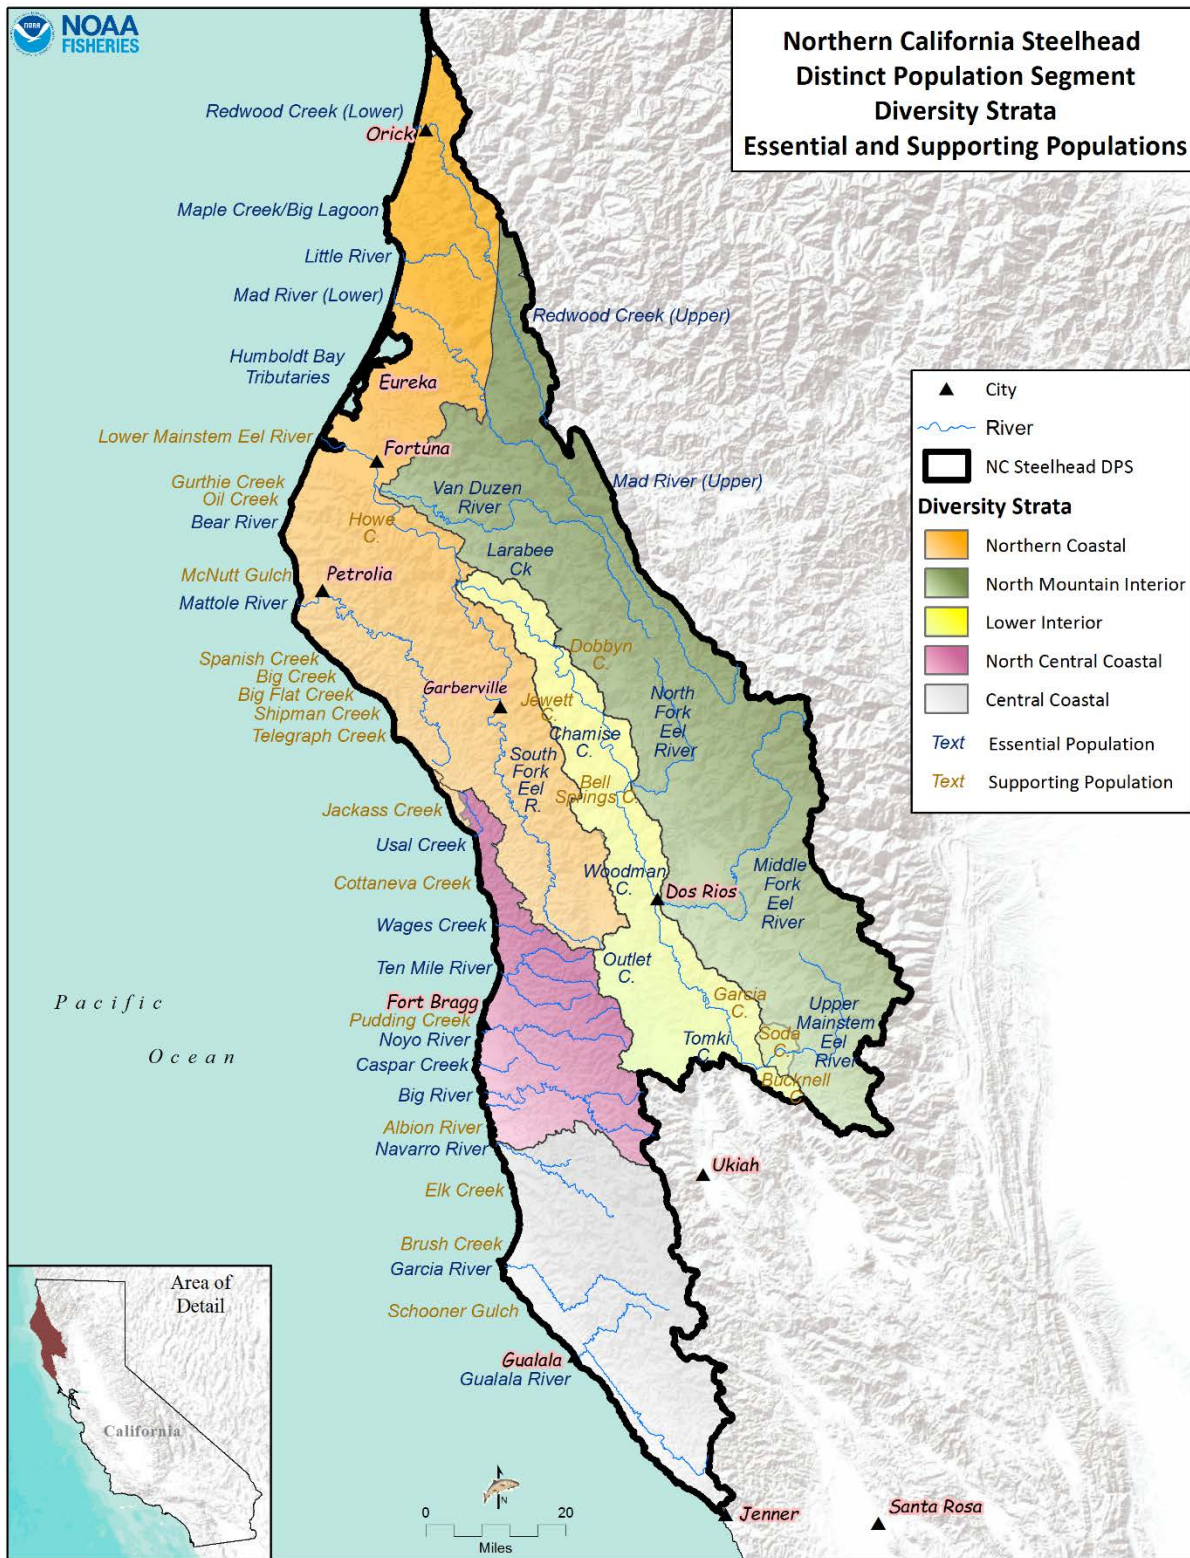 NOAA
FISHERIES
Northern California Steelhead
Distinct Population Segment
Diversity Strata
Essential and Supporting Populations
Redwood Creek (Lower)
Orick
Maple Creek/Big Lagoon
Little River
Mad River (Lower)
Redwood Creek (Upper)
Humboldt Bay
Tributaries
Eureka
Lower Mainstem Eel River
Fortuna
Mad River (Upper)
Gurthie Creek
Oil Creek
Bear River
Van Duzen
River
Howe
C.
Larabee
Ck
McNutt Gulch
Petrolia
Mattole River
Spanish Creek
Big Creek
Big Flat Creek
Shipman Creek
Telegraph Creek
Garberville
Dobbyn
C.
Jewett
C.
Chamise
C.
North
Fork
Eel
River
South
Fork
Eel
R.
Bell
Springs C.
Jackass Creek
Usal Creek
Cottaneva Creek
Woodman
C.
Dos Rios
Middle
Fork
Eel
River
Wages Creek
Ten Mile River
Outlet
C.
Fort Bragg
Pudding Creek
Noyo River
Caspar Creek
Big River
Albion River
Navarro River
Garcia
C.
Tomki
C.
Soda
C.
Upper
Mainstem
Eel
River
Bucknell
C.
Ukiah
Elk Creek
Brush Creek
Garcia River
Schooner Gulch
Gualala
Gualala River
Jenner
Santa Rosa
Pacific
Ocean
City
River
NC Steelhead DPS
Diversity Strata
Northern Coastal
North Mountain Interior
Lower Interior
North Central Coastal
Central Coastal
Text Essential Population
Text Supporting Population
Area of
Detail
California
N
0 20
Miles